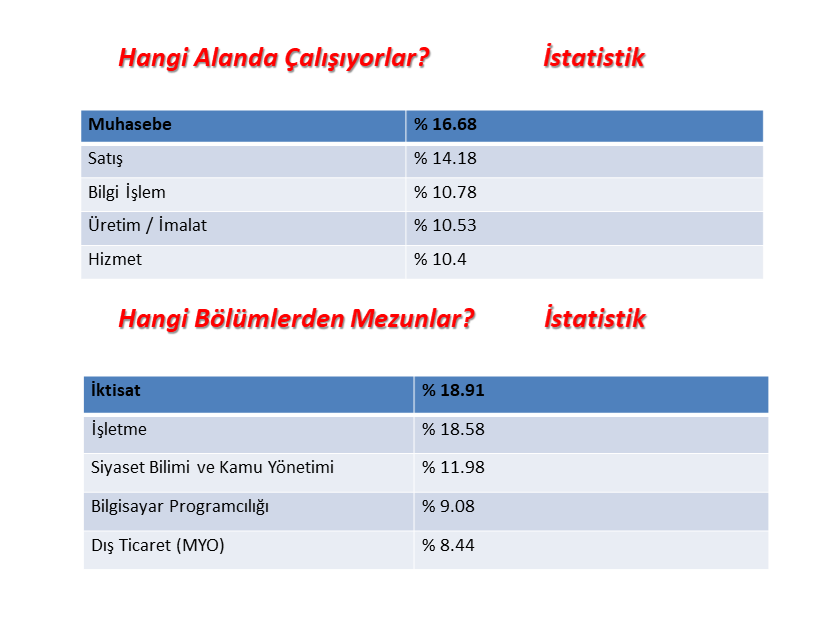 Hangi Alanda Çalışıyorlar? İstatistik
Muhasebe % 16.68
Satış % 14.18
Bilgi İşlem % 10.78
Üretim / İmalat % 10.53
Hizmet % 10.4
Hangi Bölümlerden Mezunlar? İstatistik
İktisat % 18.91
İşletme % 18.58
Siyaset Bilimi ve Kamu Yönetimi % 11.98
Bilgisayar Programcılığı % 9.08
Dış Ticaret (MYO) % 8.44